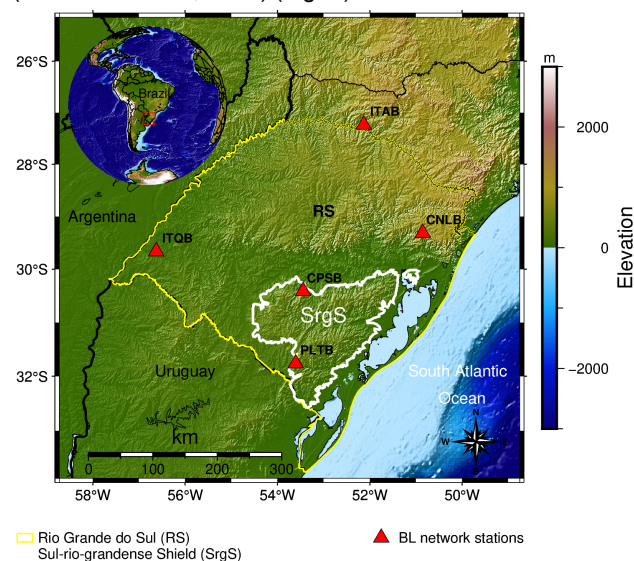 m
26°S
28°S
30°S
32°S
Brazil
ITAB
Argentina
RS
CNLB
ITQB
CPSB
SrgS
PLTB
Uruguay
South Atlantic
Ocean
N
W
km
0 100 200 300
58°W 56°W 54°W 52°W 50°W
2000
0
−2000
Elevation
Rio Grande do Sul (RS)
Sul-rio-grandense Shield (SrgS)
BL network stations